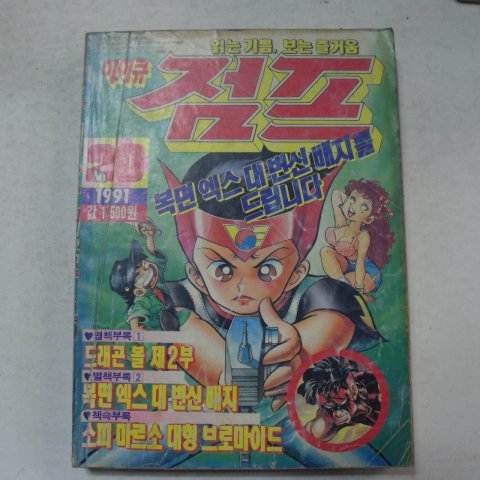 읽는 기쁨, 보는 즐거움
아이큐
점프
20
No
1991
값 1,500원
복면 엑스 대 변신 배지를
드립니다
♥별책부록 1
드래곤 볼 제2부
♥별책부록 2
복면 엑스 대 변신 배지
♥책속부록
소피 마르소 대형 브로마이드